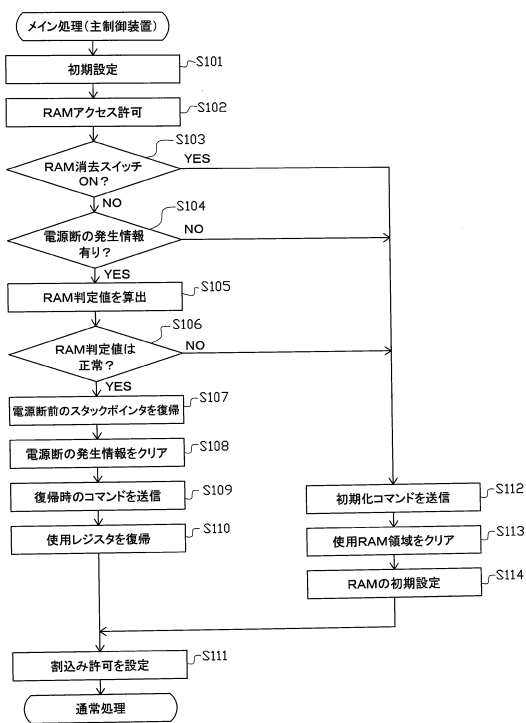 メイン処理(主制御装置)
初期設定
S101
RAMアクセス許可
S102
RAM消去スイッチ
ON?
S103
YES
NO
電源断の発生情報
有り?
S104
NO
YES
RAM判定値を算出
S105
RAM判定値は
正常?
S106
NO
YES
電源断前のスタックポインタを復帰
S107
電源断の発生情報をクリア
S108
復帰時のコマンドを送信
S109
使用レジスタを復帰
S110
初期化コマンドを送信
S112
使用RAM領域をクリア
S113
RAMの初期設定
S114
割込み許可を設定
S111
通常処理